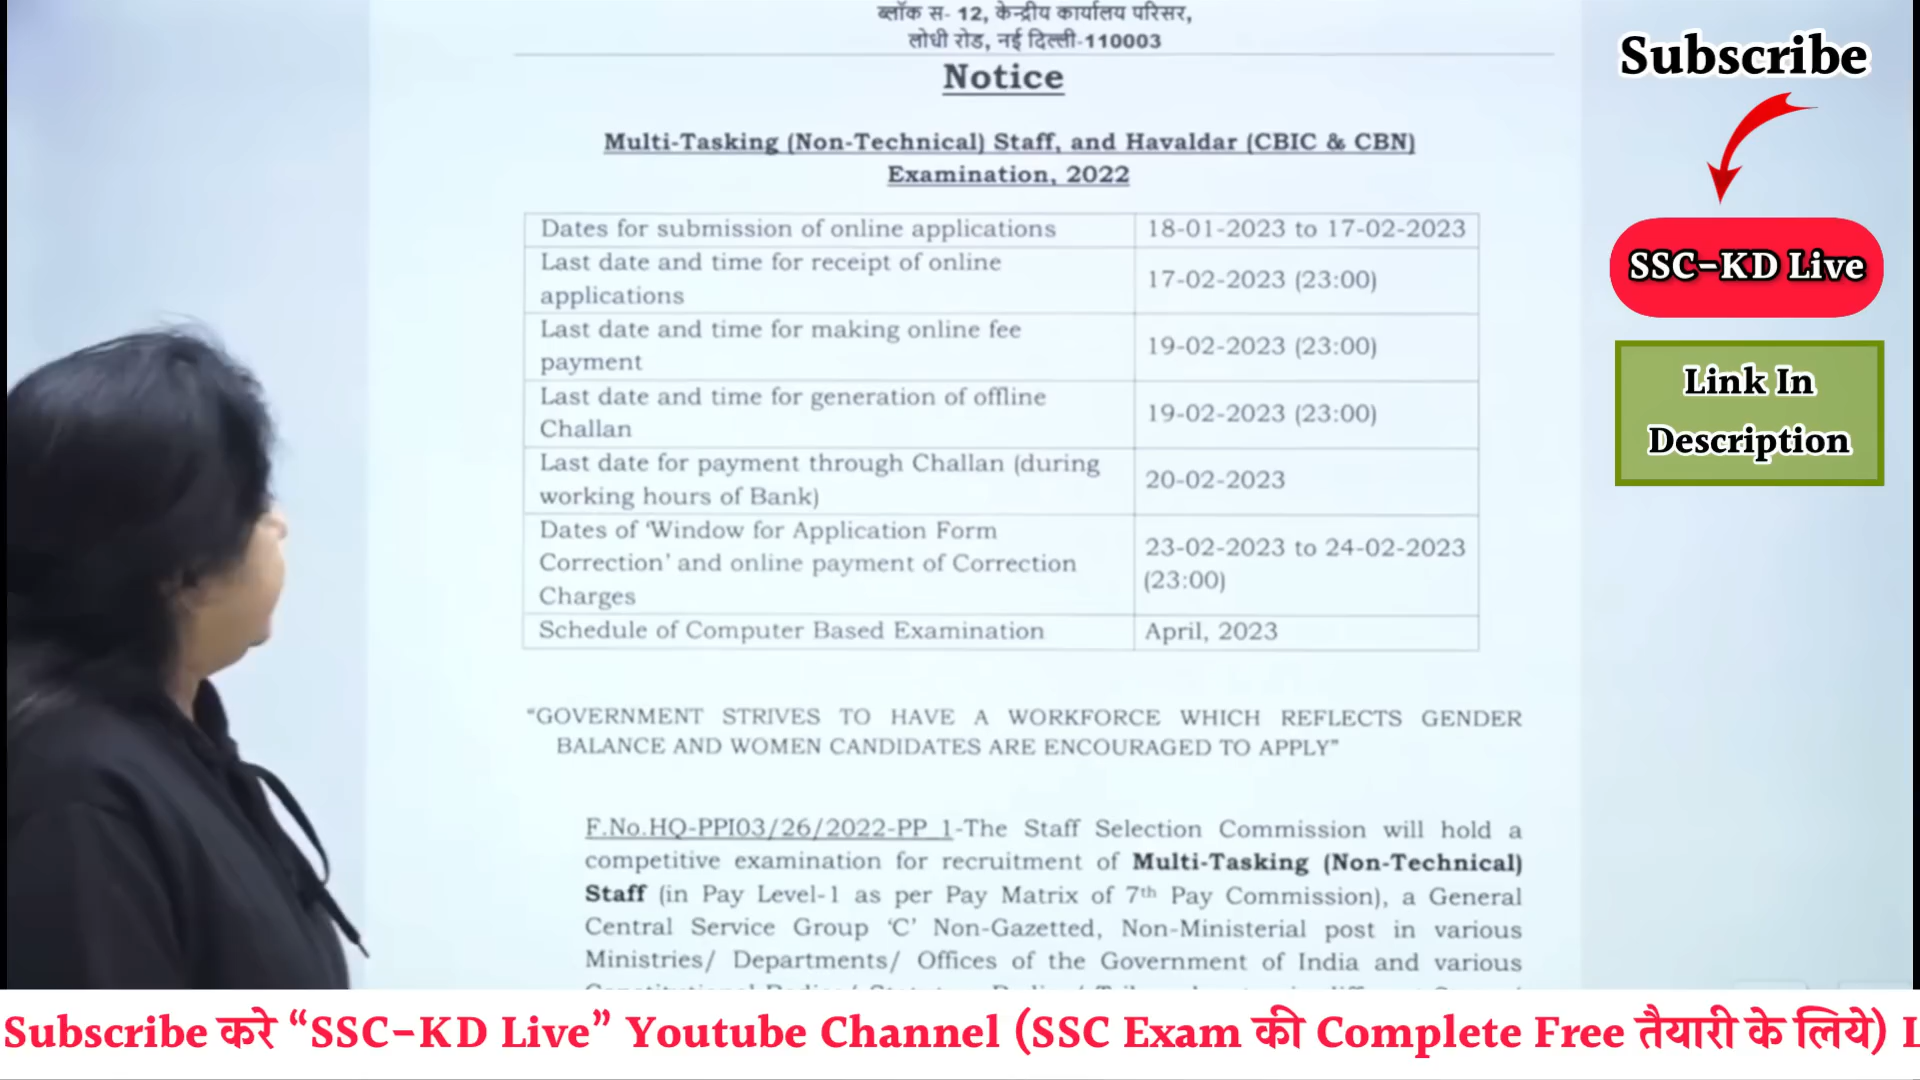 ब्लॉक स- 12, केन्द्रीय कार्यालय परिसर,
लोधी रोड, नई दिल्ली-110003
Notice
Multi-Tasking (Non-Technical) Staff, and Havaldar (CBIC & CBN)
Examination, 2022
Dates for submission of online applications 18-01-2023 to 17-02-2023
Last date and time for receipt of online
applications 17-02-2023 (23:00)
Last date and time for making online fee
payment 19-02-2023 (23:00)
Last date and time for generation of offline
Challan 19-02-2023 (23:00)
Last date for payment through Challan (during
working hours of Bank) 20-02-2023
Dates of ‘Window for Application Form
Correction’ and online payment of Correction
Charges
23-02-2023 to 24-02-2023
(23:00)
Schedule of Computer Based Examination April, 2023
“GOVERNMENT STRIVES TO HAVE A WORKFORCE WHICH REFLECTS GENDER
BALANCE AND WOMEN CANDIDATES ARE ENCOURAGED TO APPLY”
F.No.HQ-PPI03/26/2022-PP_1-The Staff Selection Commission will hold a
competitive examination for recruitment of Multi-Tasking (Non-Technical)
Staff (in Pay Level-1 as per Pay Matrix of 7th Pay Commission), a General
Central Service Group ‘C’ Non-Gazetted, Non-Ministerial post in various
Ministries/ Departments/ Offices of the Government of India and various
Subscribe
SSC-KD Live
Link In
Description
Subscribe करे “SSC-KD Live” Youtube Channel (SSC Exam की Complete Free तैयारी के लिये) L